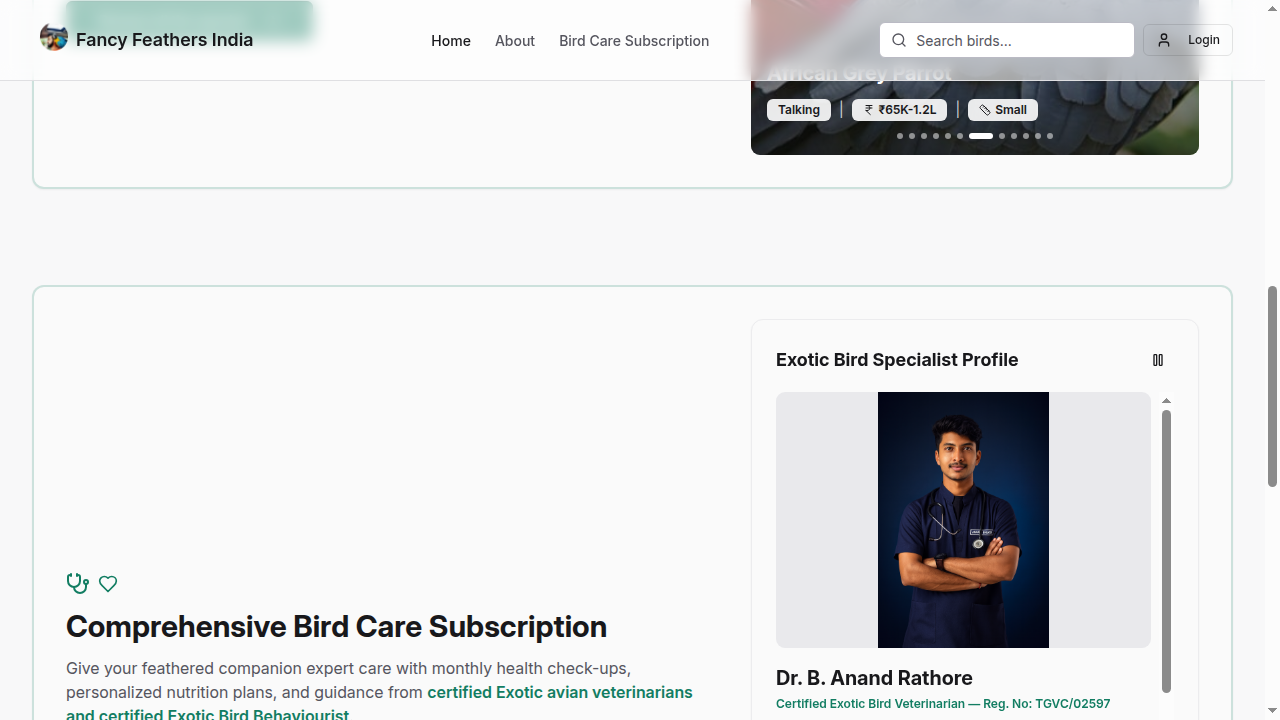 Fancy Feathers India
Home
About
Bird Care Subscription
Search birds...
Login
African Grey Parrot
Talking
₹ ₹65K-1.2L
Small
Exotic Bird Specialist Profile
Comprehensive Bird Care Subscription
Give your feathered companion expert care with monthly health check-ups,
personalized nutrition plans, and guidance from certified Exotic avian veterinarians
and certified Exotic Bird Behaviourist
Dr. B. Anand Rathore
Certified Exotic Bird Veterinarian — Reg. No: TGVC/02597